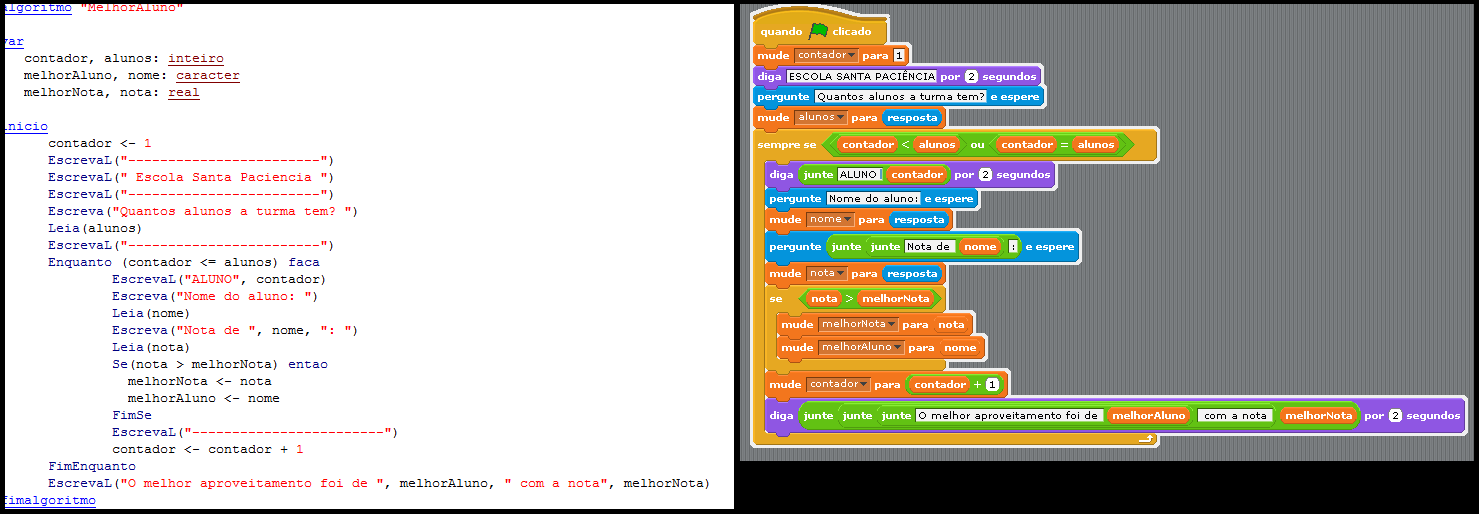 algoritmo "MelhorAluno"
var
contador, alunos: inteiro
melhorAluno, nome: caracter
melhorNota, nota: real
inicio
contador <- 1
EscrevaL("------------------------")
EscrevaL(" Escola Santa Paciencia ")
EscrevaL("------------------------")
Escreva("Quantos alunos a turma tem? ")
Leia(alunos)
EscrevaL("------------------------")
Enquanto (contador <= alunos) faca
EscrevaL("ALUNO", contador)
Escreva("Nome do aluno: ")
Leia(nome)
Escreva("Nota de ", nome, ": ")
Leia(nota)
Se(nota > melhorNota) entao
melhorNota <- nota
melhorAluno <- nome
FimSe
EscrevaL("------------------------")
contador <- contador + 1
FimEnquanto
EscrevaL("O melhor aproveitamento foi de ", melhorAluno, " com a nota", melhorNota)
fimalgoritmo
quando clicado
mude contador para 1
diga ESCOLA SANTA PACIÊNCIA por 2 segundos
pergunte Quantos alunos a turma tem? e espere
mude alunos para resposta
sempre se contador < alunos ou contador = alunos
diga junte ALUNO contador por 2 segundos
pergunte Nome do aluno: e espere
mude nome para resposta
pergunte junte junte Nota de nome : e espere
mude nota para resposta
se nota > melhorNota
mude melhorNota para nota
mude melhorAluno para nome
mude contador para contador + 1
diga junte junte junte O melhor aproveitamento foi de melhorAluno com a nota melhorNota por 2 segundos